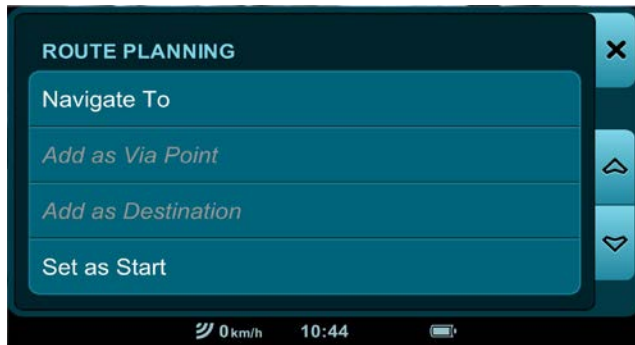 ROUTE PLANNING
Navigate To
Add as Via Point
Add as Destination
Set as Start
0 km/h 10:44